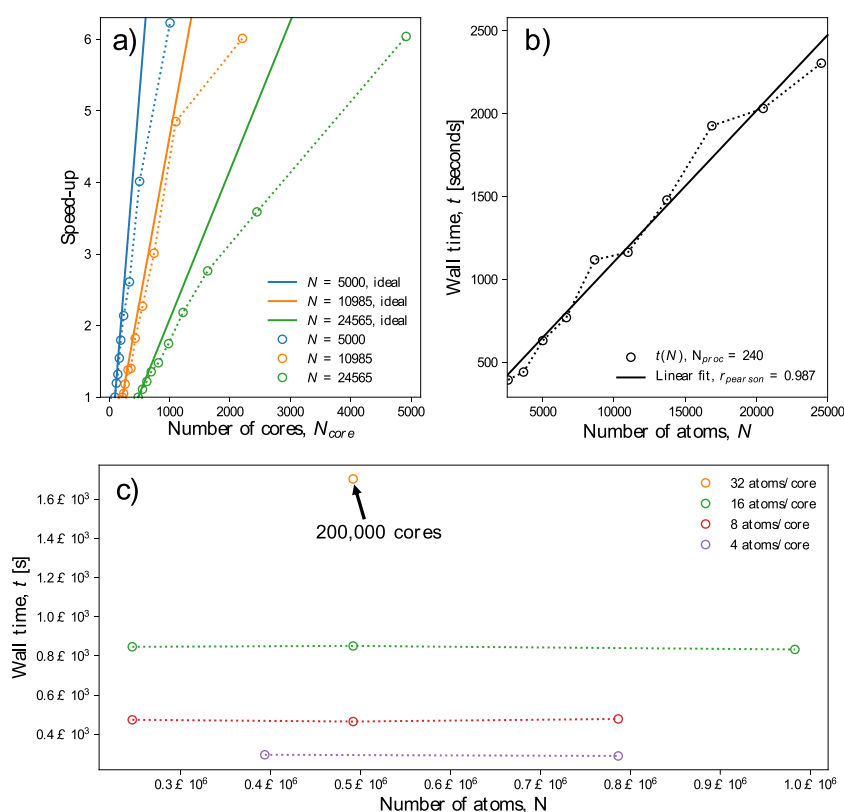 a)
6
5
4
3
2
1
Speed-up
N = 5000, ideal
N = 10985, ideal
N = 24565, ideal
N = 5000
N = 10985
N = 24565
0 1000 2000 3000 4000 5000
Number of cores, Ncore
b)
2500
2000
1500
1000
500
Wall time, t [seconds]
t(N), Nproc = 240
Linear fit, rpearson = 0.987
5000 10000 15000 20000 25000
Number of atoms, N
c)
1.6 £ 10³
1.4 £ 10³
1.2 £ 10³
1.0 £ 10³
0.8 £ 10³
0.6 £ 10³
0.4 £ 10³
Wall time, t [s]
200,000 cores
32 atoms/core
16 atoms/core
8 atoms/core
4 atoms/core
0.3 £ 10⁶ 0.4 £ 10⁶ 0.5 £ 10⁶ 0.6 £ 10⁶ 0.7 £ 10⁶ 0.8 £ 10⁶ 0.9 £ 10⁶ 1.0 £ 10⁶
Number of atoms, N